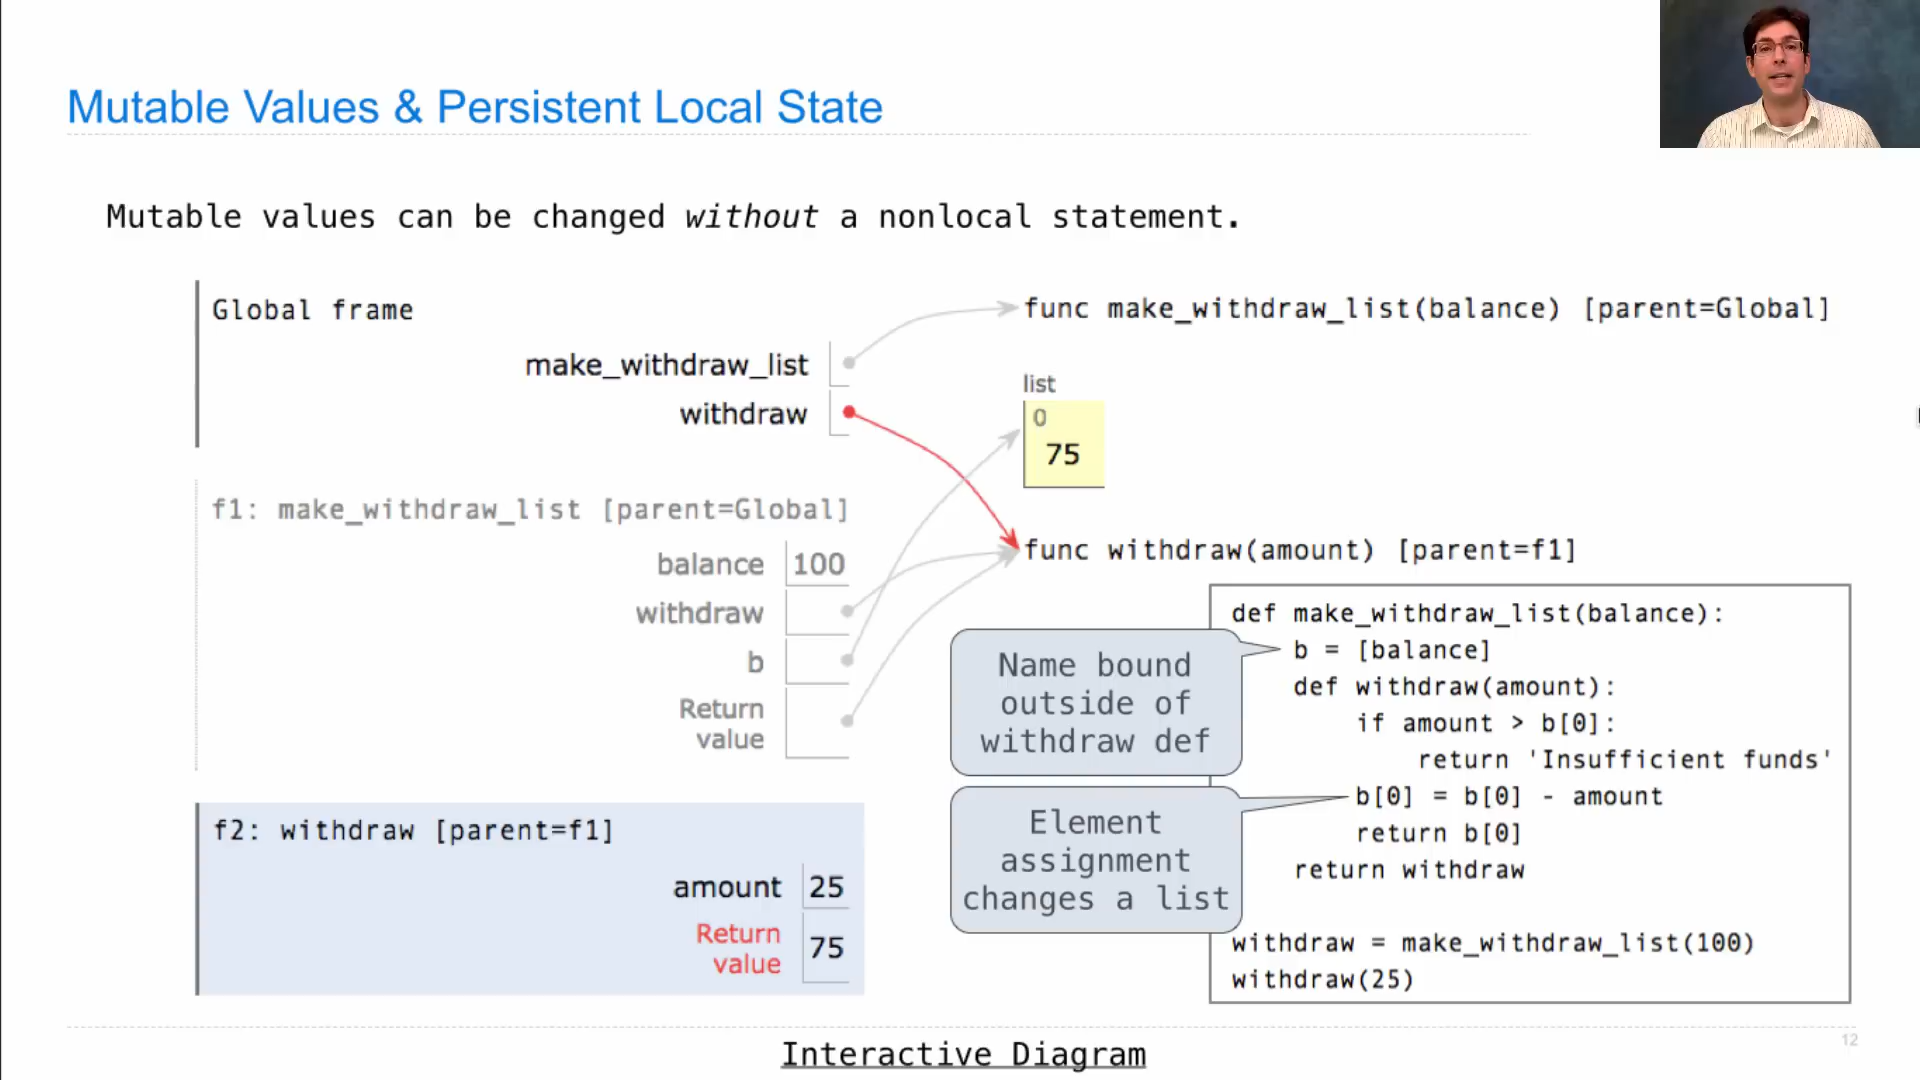 Mutable Values & Persistent Local State
Mutable values can be changed without a nonlocal statement.
Global frame
make_withdraw_list
withdraw
func make_withdraw_list(balance) [parent=Global]
list
0
75
f1: make_withdraw_list [parent=Global]
balance 100
withdraw
b
Return
value
func withdraw(amount) [parent=f1]
f2: withdraw [parent=f1]
amount 25
Return
value
75
Name bound
outside of
withdraw def
Element
assignment
changes a list
def make_withdraw_list(balance):
    b = [balance]
    def withdraw(amount):
        if amount > b[0]:
            return 'Insufficient funds'
        b[0] = b[0] - amount
        return b[0]
    return withdraw
withdraw = make_withdraw_list(100)
withdraw(25)
Interactive Diagram
12